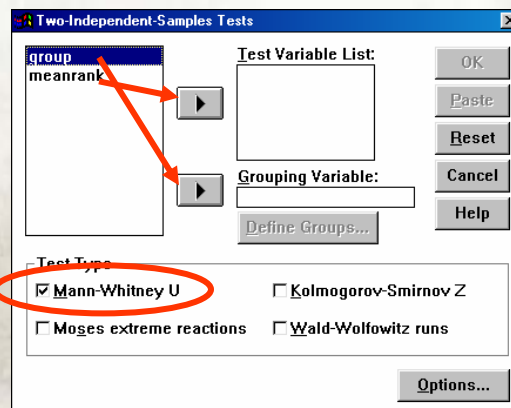 Two-Independent-Samples Tests
group
meanrank
Test Variable List:
Grouping Variable:
Define Groups...
OK
Paste
Reset
Cancel
Help
Test Type
Mann-Whitney U
Kolmogorov-Smirnov Z
Moses extreme reactions
Wald-Wolfowitz runs
Options...